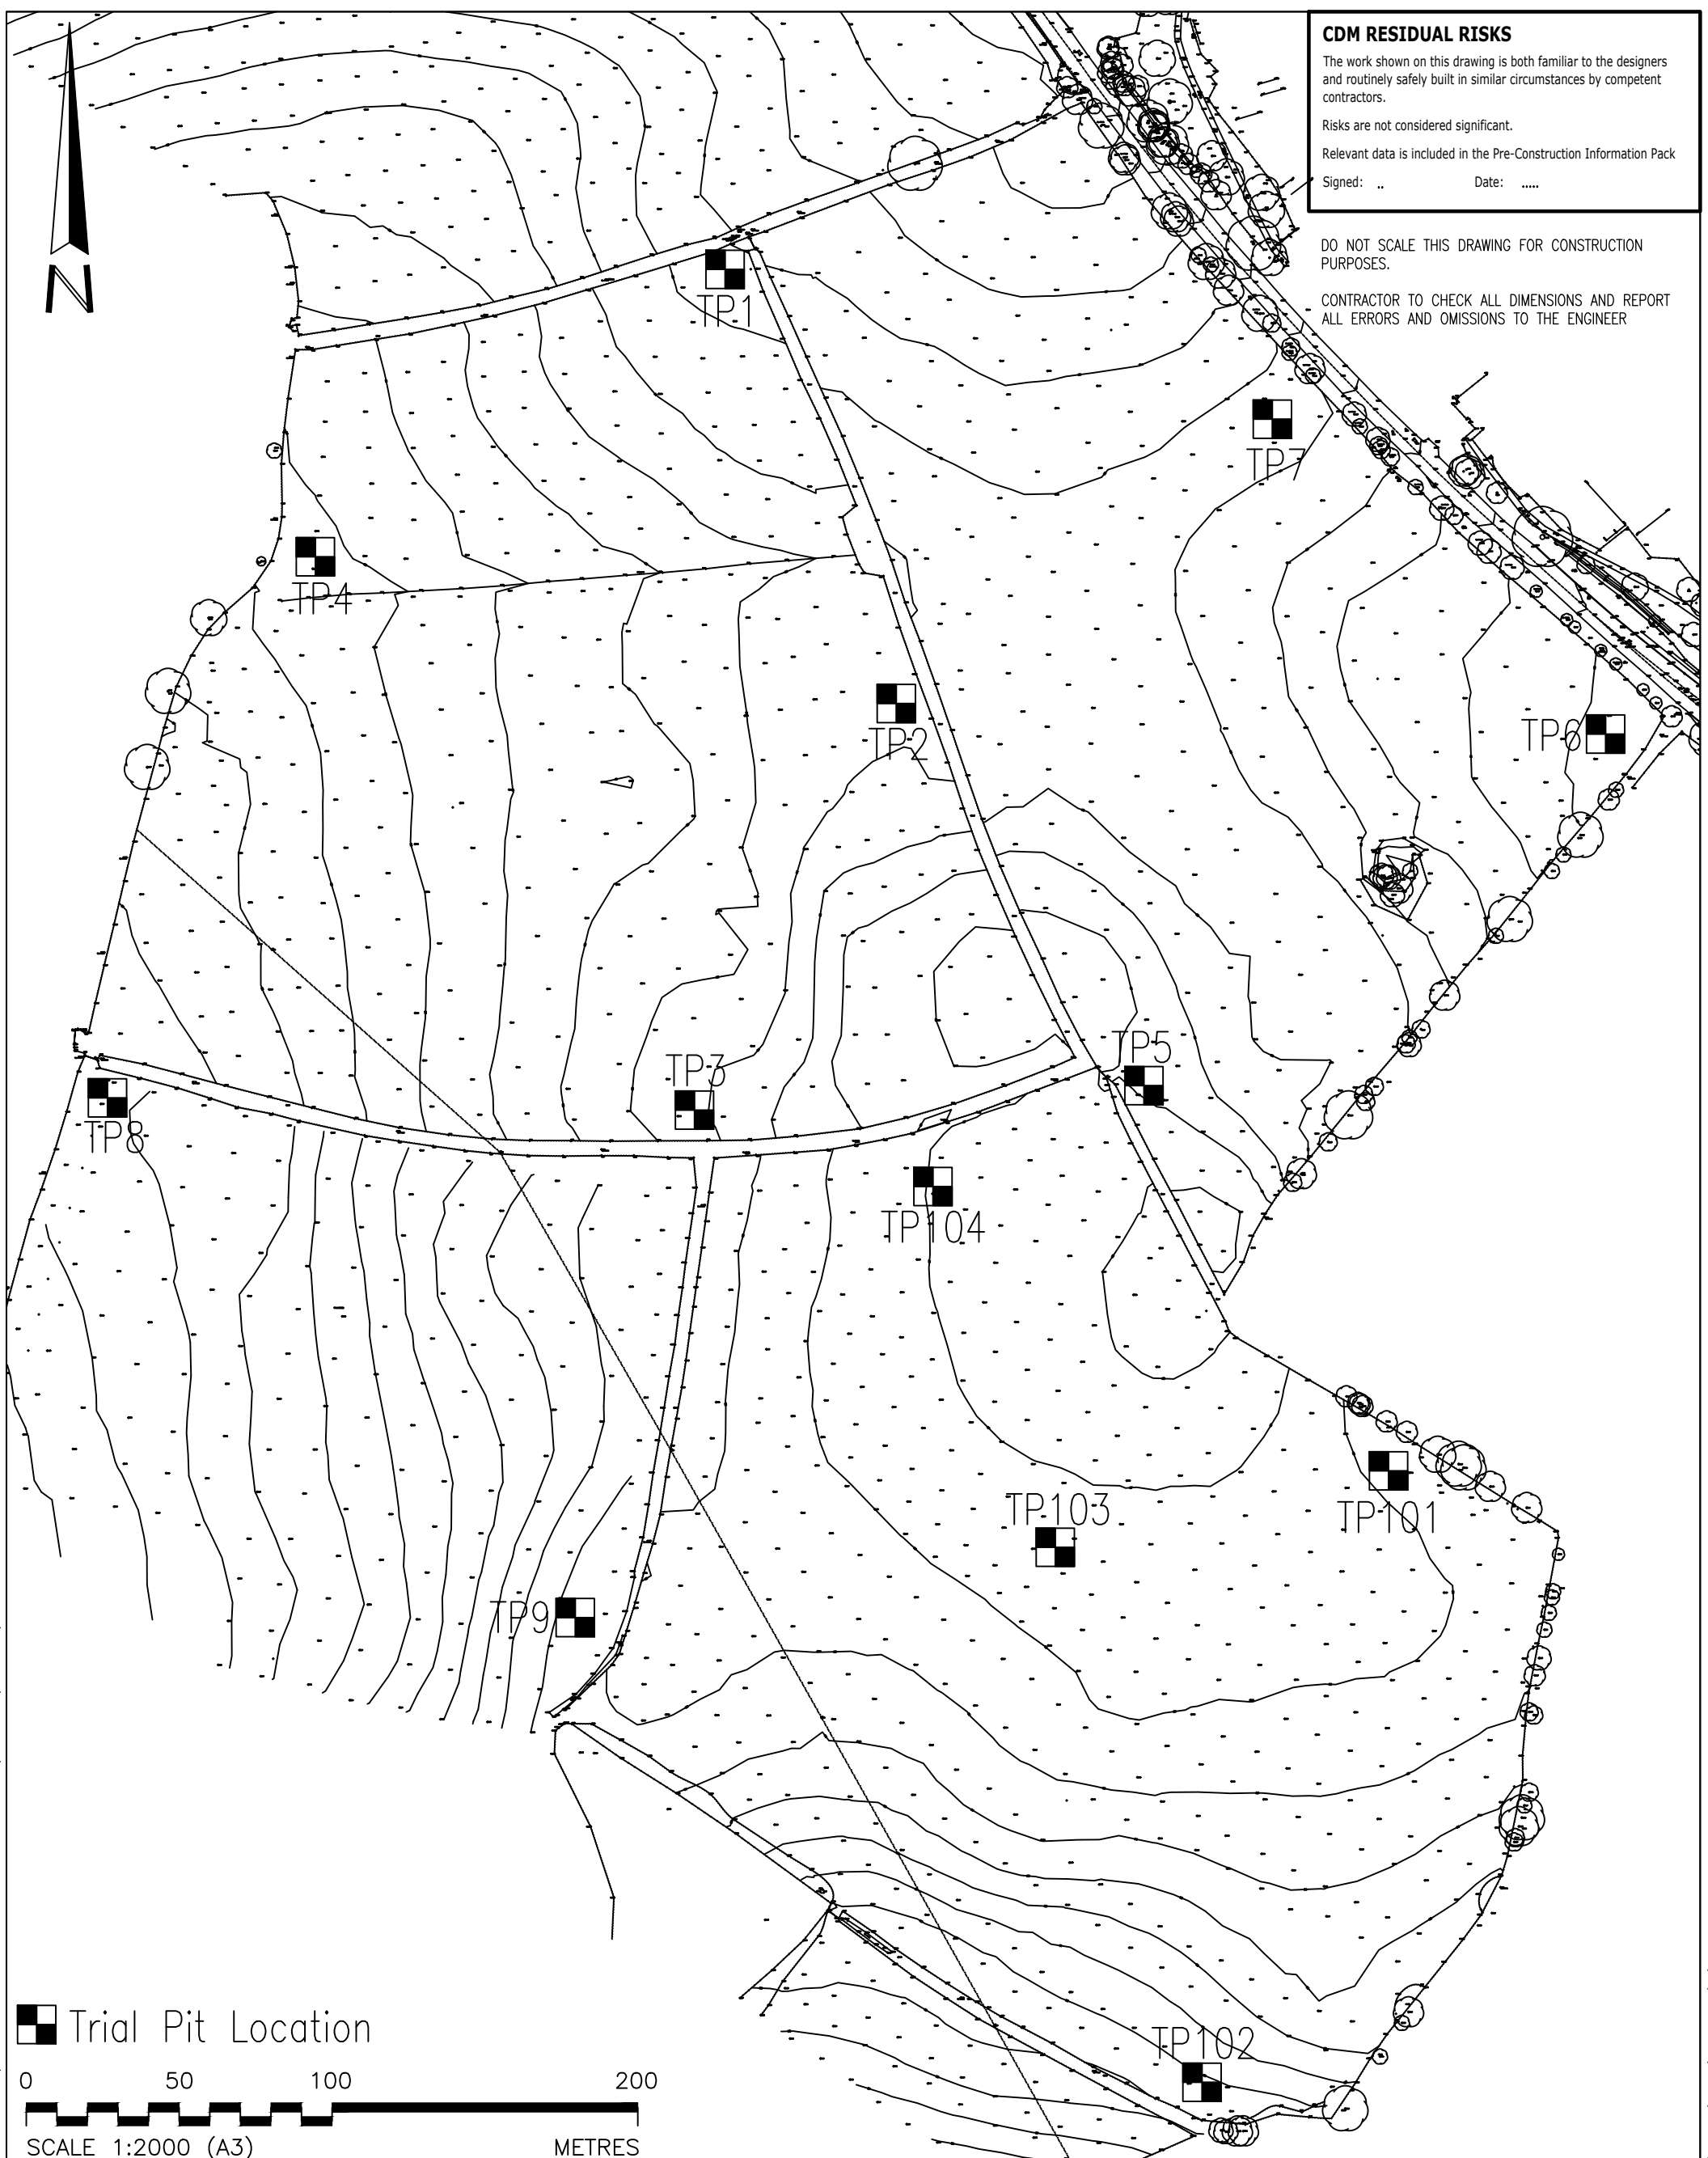 CDM RESIDUAL RISKS
The work shown on this drawing is both familiar to the designers
and routinely safely built in similar circumstances by competent
contractors.
Risks are not considered significant.
Relevant data is included in the Pre-Construction Information Pack
Signed: .. Date: .....
DO NOT SCALE THIS DRAWING FOR CONSTRUCTION
PURPOSES.
CONTRACTOR TO CHECK ALL DIMENSIONS AND REPORT
ALL ERRORS AND OMISSIONS TO THE ENGINEER
N
TP1
TP7
TP4
TP2
TP6
TP5
TP3
TP8
TP104
TP103
TP101
TP9
TP102
Trial Pit Location
0 50 100 200
SCALE 1:2000 (A3) METRES